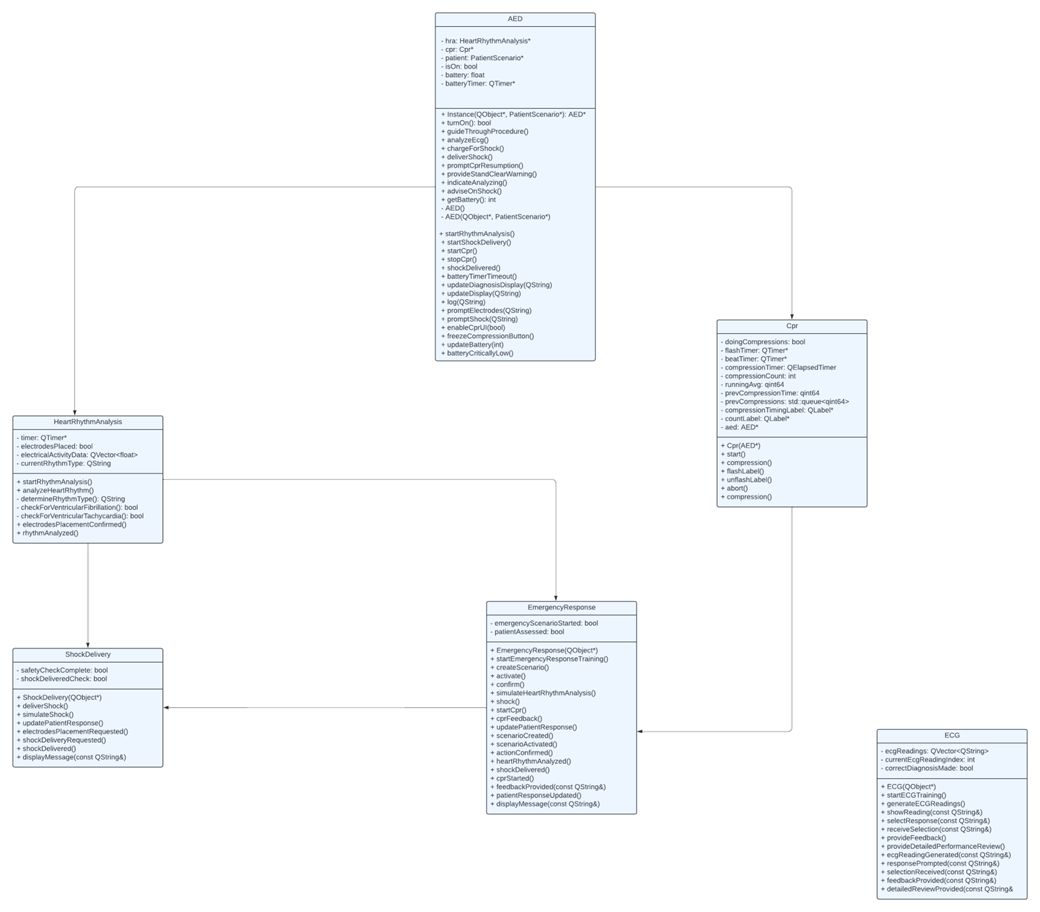 AED
- hra: HeartRhythmAnalysis*
- cpr: Cpr*
- patient: PatientScenario*
- isOn: bool
- battery: float
- batteryTimer: QTimer*
+ Instance(QObject*, PatientScenario*): AED*
+ turnOn(): bool
+ guideThroughProcedure()
+ analyzeEcg()
+ chargeForShock()
+ deliverShock()
+ promptCprResumption()
+ provideStandClearWarning()
+ indicateAnalyzing()
+ adviseOnShock()
+ getBattery(): int
- AED()
- AED(QObject*, PatientScenario*)
+ startRhythmAnalysis()
+ startShockDelivery()
+ startCpr()
+ stopCpr()
+ shockDelivered()
+ batteryTimerTimeout()
+ updateDiagnosisDisplay(QString)
+ updateDisplay(QString)
+ log(QString)
+ promptElectrodes(QString)
+ promptShock(QString)
+ enableCprUI(bool)
+ freezeCompressionButton()
+ updateBattery(int)
+ batteryCriticallyLow()
Cpr
- doingCompressions: bool
- flashTimer: QTimer*
- beatTimer: QTimer*
- compressionTimer: QElapsedTimer
- compressionCount: int
- runningAvg: qint64
- prevCompressionTime: qint64
- prevCompressions: std::queue<qint64>
- compressionTimingLabel: QLabel*
- countLabel: QLabel*
- aed: AED*
+ Cpr(AED*)
+ start()
+ compression()
+ flashLabel()
+ unflashLabel()
+ abort()
+ compression()
HeartRhythmAnalysis
- timer: QTimer*
- electrodesPlaced: bool
- electricalActivityData: QVector<float>
- currentRhythmType: QString
+ startRhythmAnalysis()
+ analyzeHeartRhythm()
- determineRhythmType(): QString
- checkForVentricularFibrillation(): bool
- checkForVentricularTachycardia(): bool
+ electrodesPlacementConfirmed()
+ rhythmAnalyzed()
EmergencyResponse
- emergencyScenarioStarted: bool
- patientAssessed: bool
+ EmergencyResponse(QObject*)
+ startEmergencyResponseTraining()
+ createScenario()
+ activate()
+ confirm()
+ simulateHeartRhythmAnalysis()
+ shock()
+ startCpr()
+ cprFeedback()
+ updatePatientResponse()
+ scenarioCreated()
+ scenarioActivated()
+ actionConfirmed()
+ heartRhythmAnalyzed()
+ shockDelivered()
+ cprStarted()
+ feedbackProvided(const QString&)
+ patientResponseUpdated()
+ displayMessage(const QString&)
ShockDelivery
- safetyCheckComplete: bool
- shockDeliveredCheck: bool
+ ShockDelivery(QObject*)
+ deliverShock()
+ simulateShock()
+ updatePatientResponse()
+ electrodesPlacementRequested()
+ shockDeliveryRequested()
+ shockDelivered()
+ displayMessage(const QString&)
ECG
- ecgReadings: QVector<QString>
- currentEcgReadingIndex: int
- correctDiagnosisMade: bool
+ ECG(QObject*)
+ startECGTraining()
+ generateECGReadings()
+ showReading(const QString&)
+ selectResponse(const QString&)
+ receiveSelection(const QString&)
+ provideFeedback()
+ provideDetailedPerformanceReview()
+ ecgReadingGenerated(const QString&)
+ responsePrompted(const QString&)
+ selectionReceived(const QString&)
+ feedbackProvided(const QString&)
+ detailedReviewProvided(const QString&